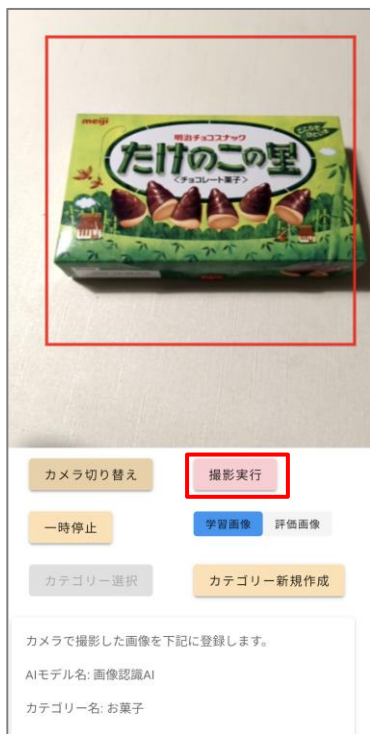 meiji
明治チョコスナック
たけのこの里
<チョコレート菓子>
カメラ切り替え
撮影実行
一時停止
学習画像
評価画像
カテゴリー選択
カテゴリー新規作成
カメラで撮影した画像を下記に登録します。
AIモデル名: 画像認識AI
カテゴリー名: お菓子